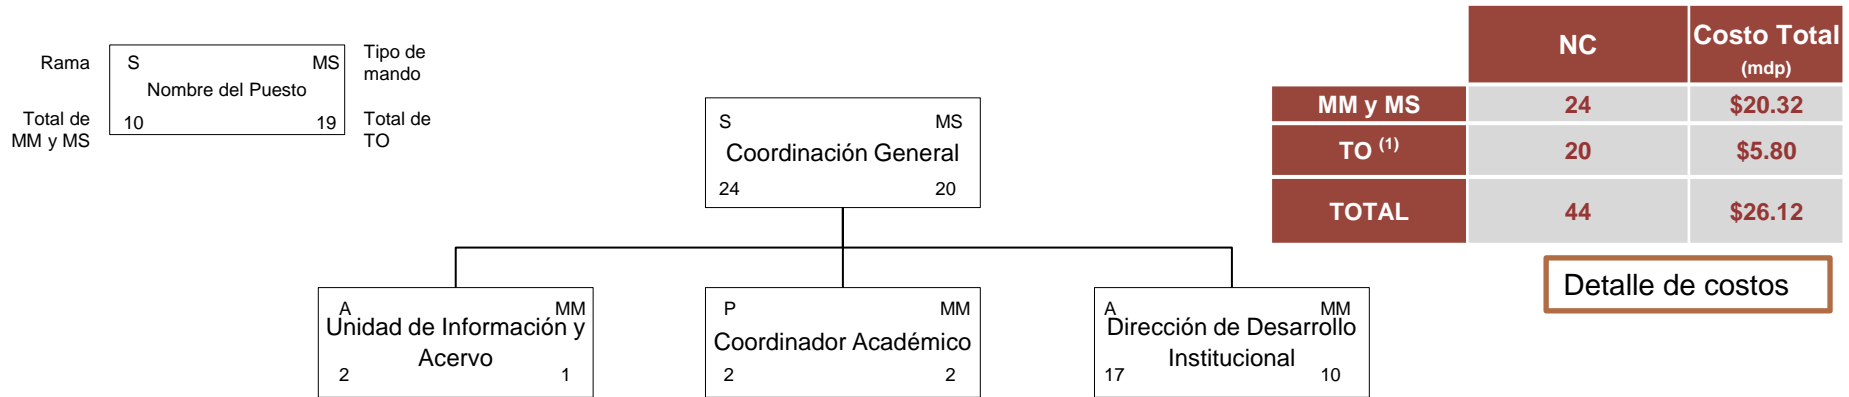 Rama
S MS
Tipo de
mando
Nombre del Puesto
Total de
MM y MS
10 19
Total de
TO
NC
Costo Total
(mdp)
MM y MS 24 $20.32
TO (1) 20 $5.80
TOTAL 44 $26.12
Detalle de costos
S MS
Coordinación General
24 20
A MM
Unidad de Información y
Acervo
2 1
P MM
Coordinador Académico
2 2
A MM
Dirección de Desarrollo
Institucional
17 10